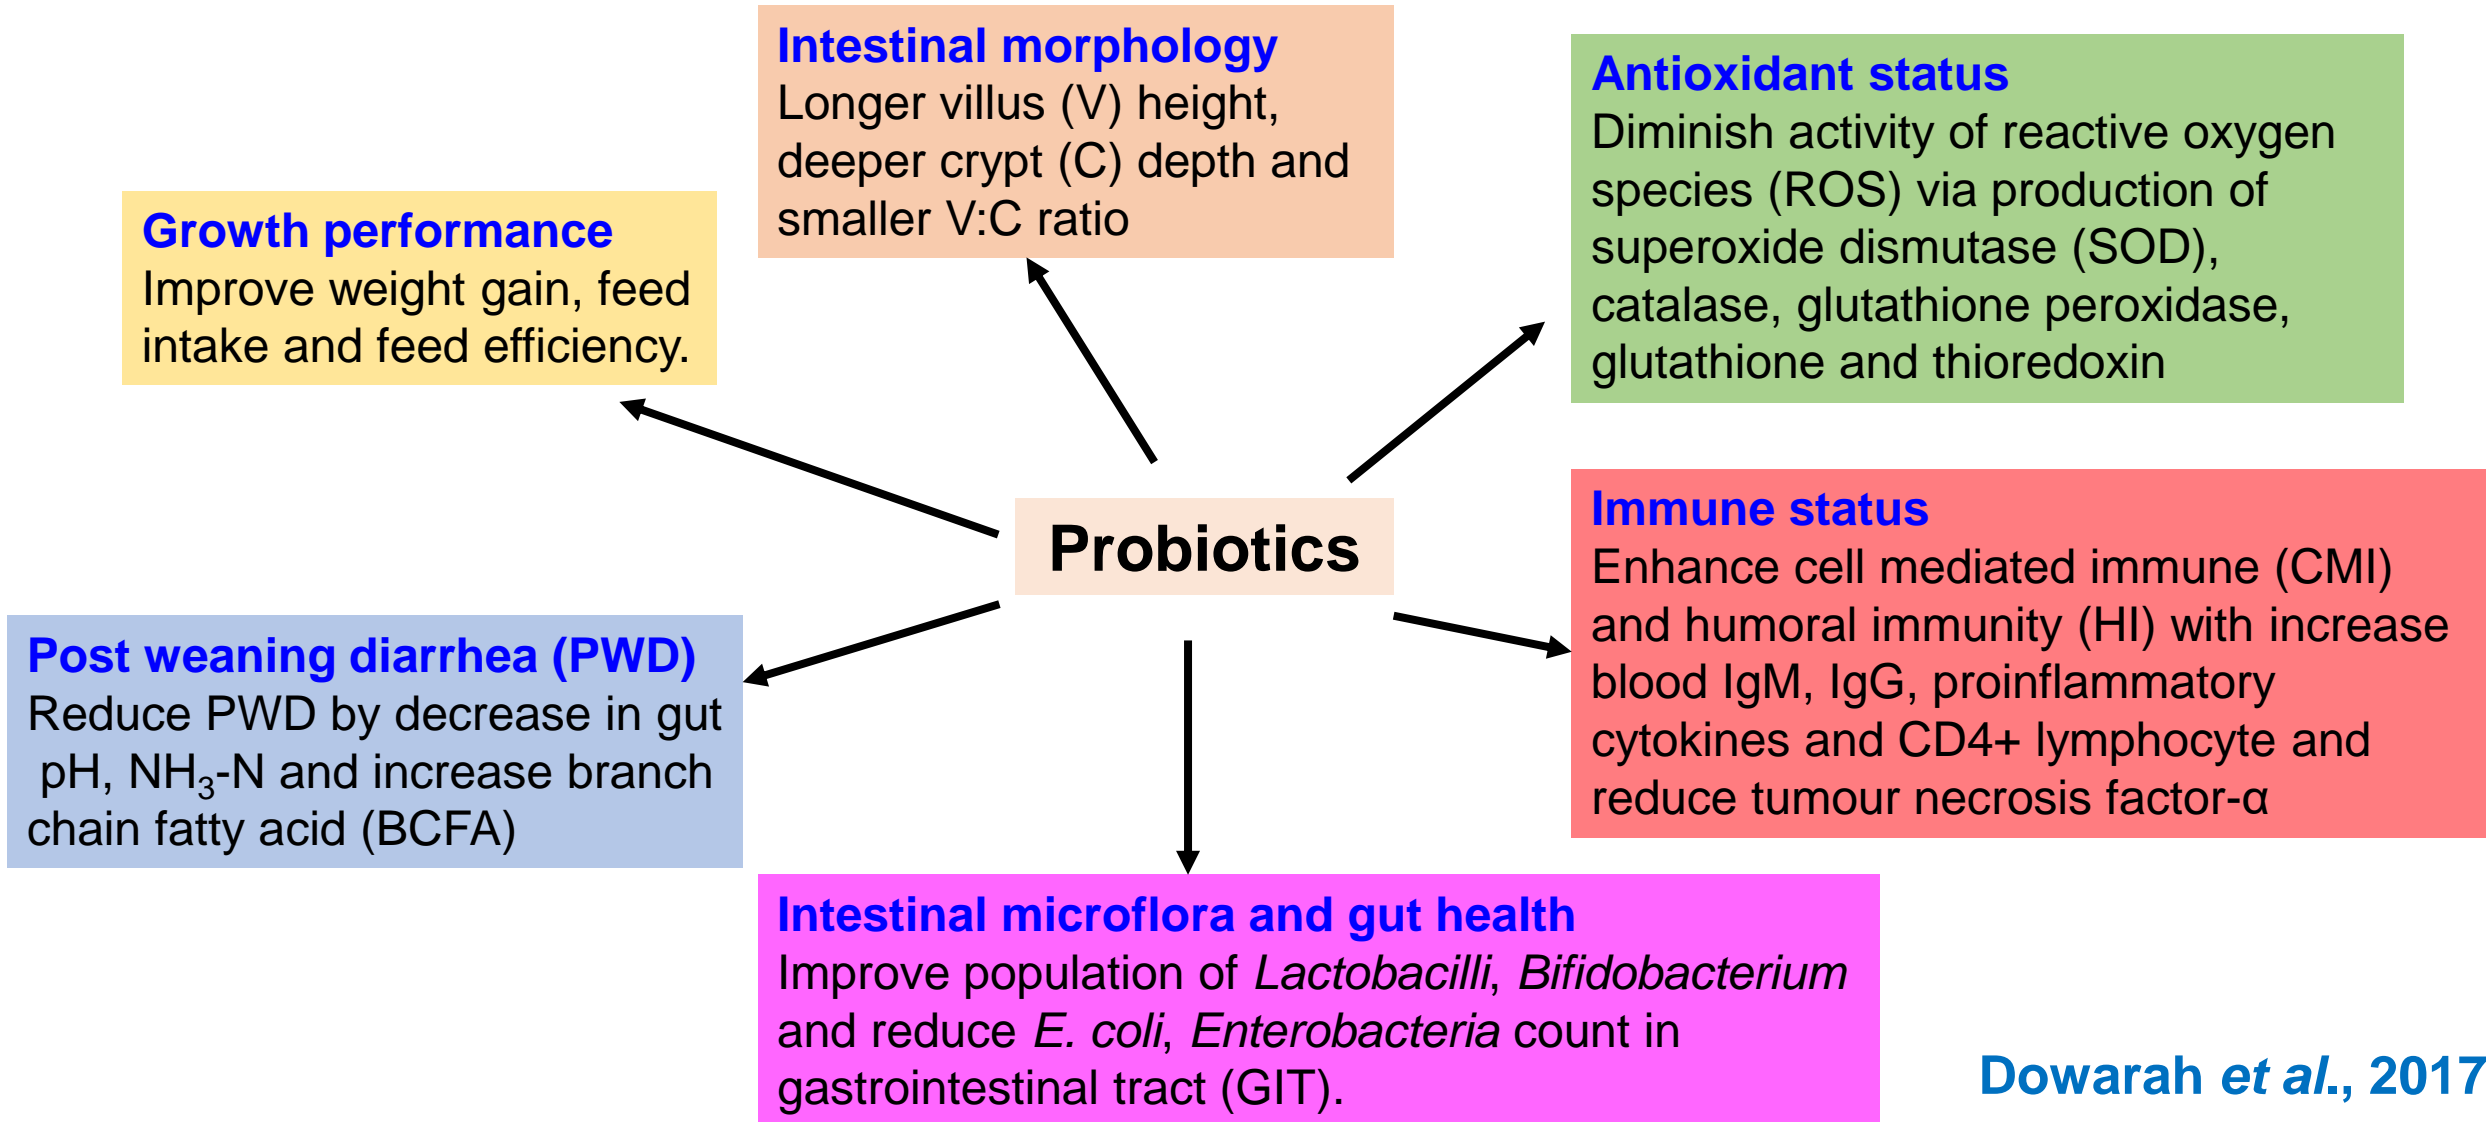 Intestinal morphology
Longer villus (V) height,
deeper crypt (C) depth and
smaller V:C ratio
Antioxidant status
Diminish activity of reactive oxygen
species (ROS) via production of
superoxide dismutase (SOD),
catalase, glutathione peroxidase,
glutathione and thioredoxin
Growth performance
Improve weight gain, feed
intake and feed efficiency.
Probiotics
Immune status
Enhance cell mediated immune (CMI)
and humoral immunity (HI) with increase
blood IgM, IgG, proinflammatory
cytokines and CD4+ lymphocyte and
reduce tumour necrosis factor-α
Post weaning diarrhea (PWD)
Reduce PWD by decrease in gut
pH, NH₃-N and increase branch
chain fatty acid (BCFA)
Intestinal microflora and gut health
Improve population of Lactobacilli, Bifidobacterium
and reduce E. coli, Enterobacteria count in
gastrointestinal tract (GIT).
Dowarah et al., 2017